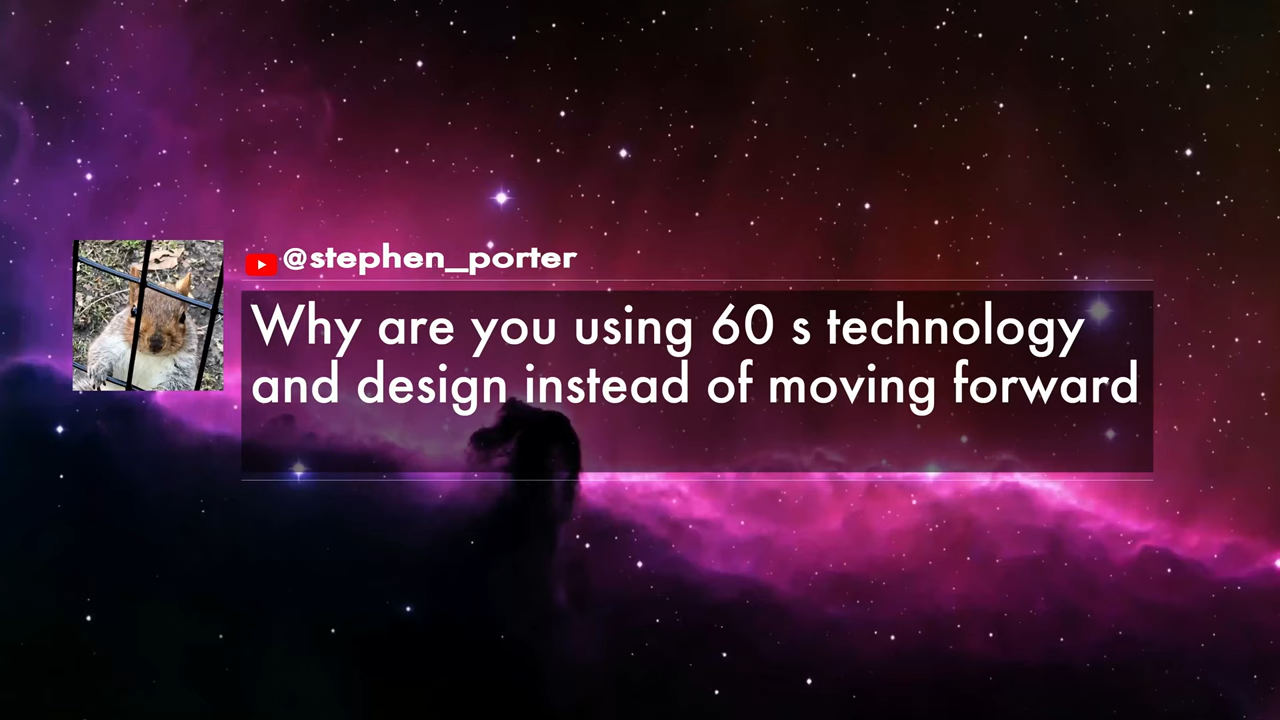 @stephen_porter
Why are you using 60 s technology
and design instead of moving forward